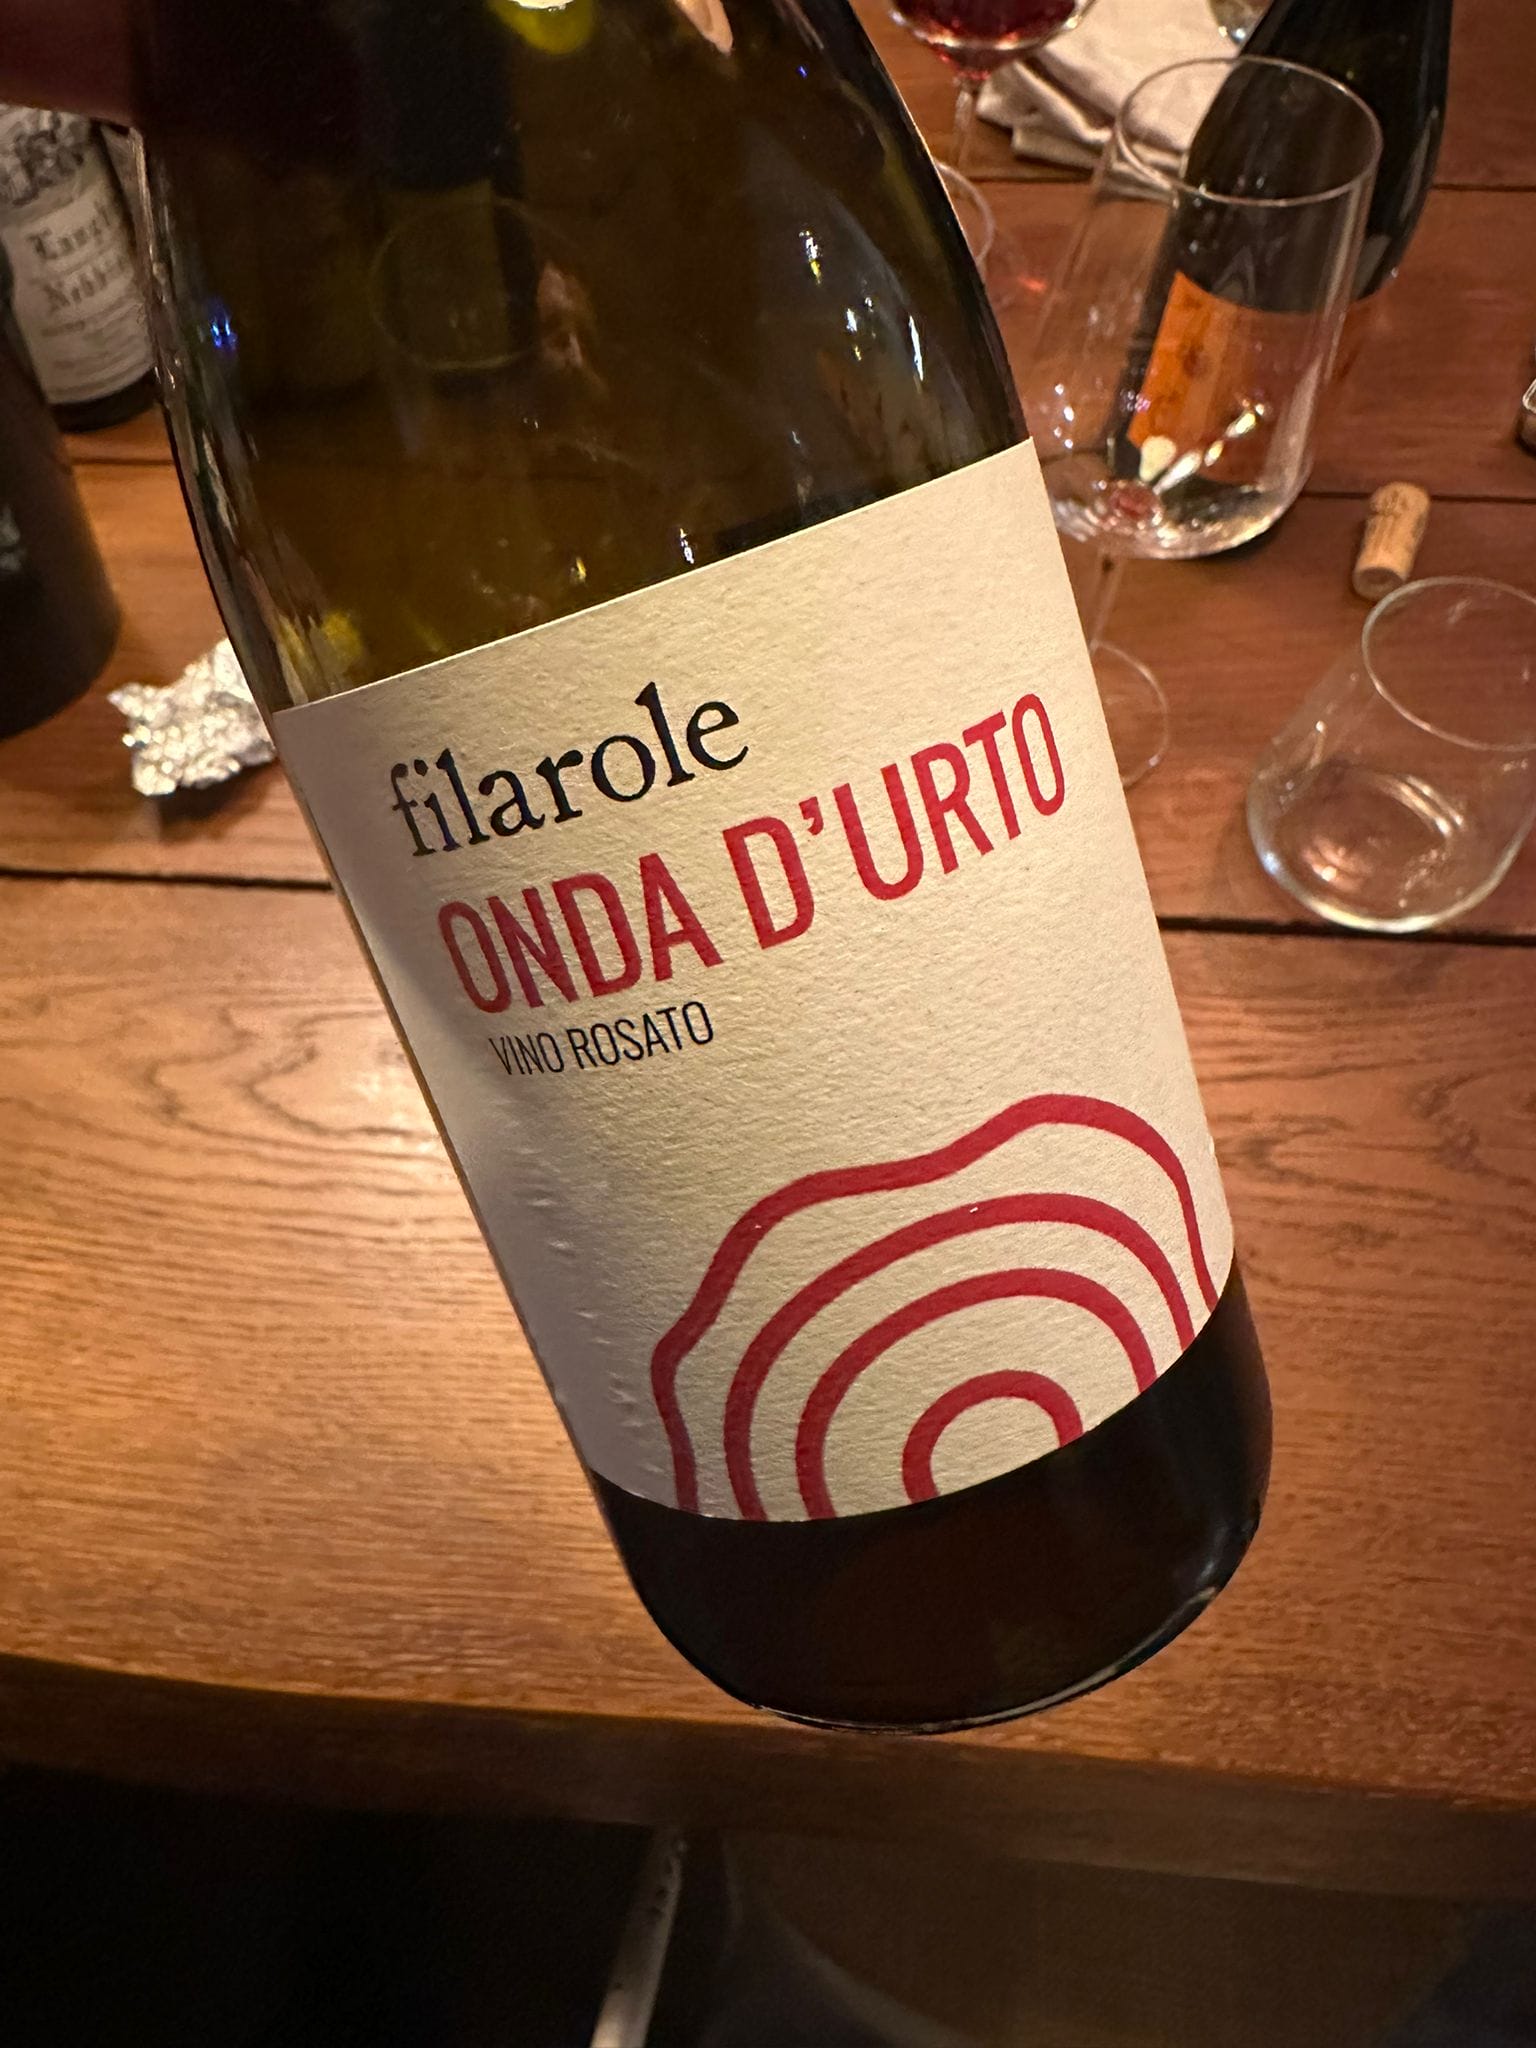 filarole
ONDA D'URTO
VINO ROSATO